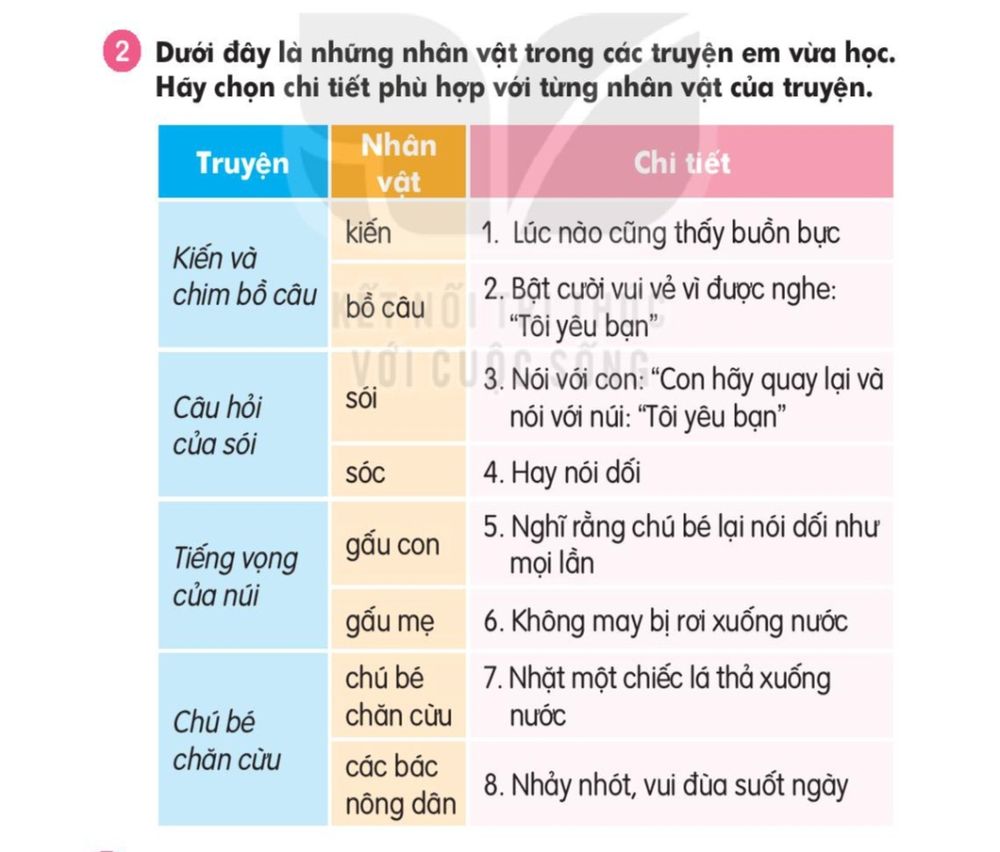 2 Dưới đây là những nhân vật trong các truyện em vừa học.
Hãy chọn chi tiết phù hợp với từng nhân vật của truyện.
Truyện
Nhân
vật
Chi tiết
Kiến và
chim bồ câu
kiến
1. Lúc nào cũng thấy buồn bực
bồ câu
2. Bật cười vui vẻ vì được nghe:
“Tôi yêu bạn”
KẾT NỐI TRI THỨC
VỚI CUỘC SỐNG
Câu hỏi
của sói
sói
3. Nói với con: “Con hãy quay lại và
nói với núi: “Tôi yêu bạn”
sóc
4. Hay nói dối
Tiếng vọng
của núi
gấu con
5. Nghĩ rằng chú bé lại nói dối như
mọi lần
gấu mẹ
6. Không may bị rơi xuống nước
Chú bé
chăn cừu
chú bé
chăn cừu
7. Nhặt một chiếc lá thả xuống
nước
các bác
nông dân
8. Nhảy nhót, vui đùa suốt ngày